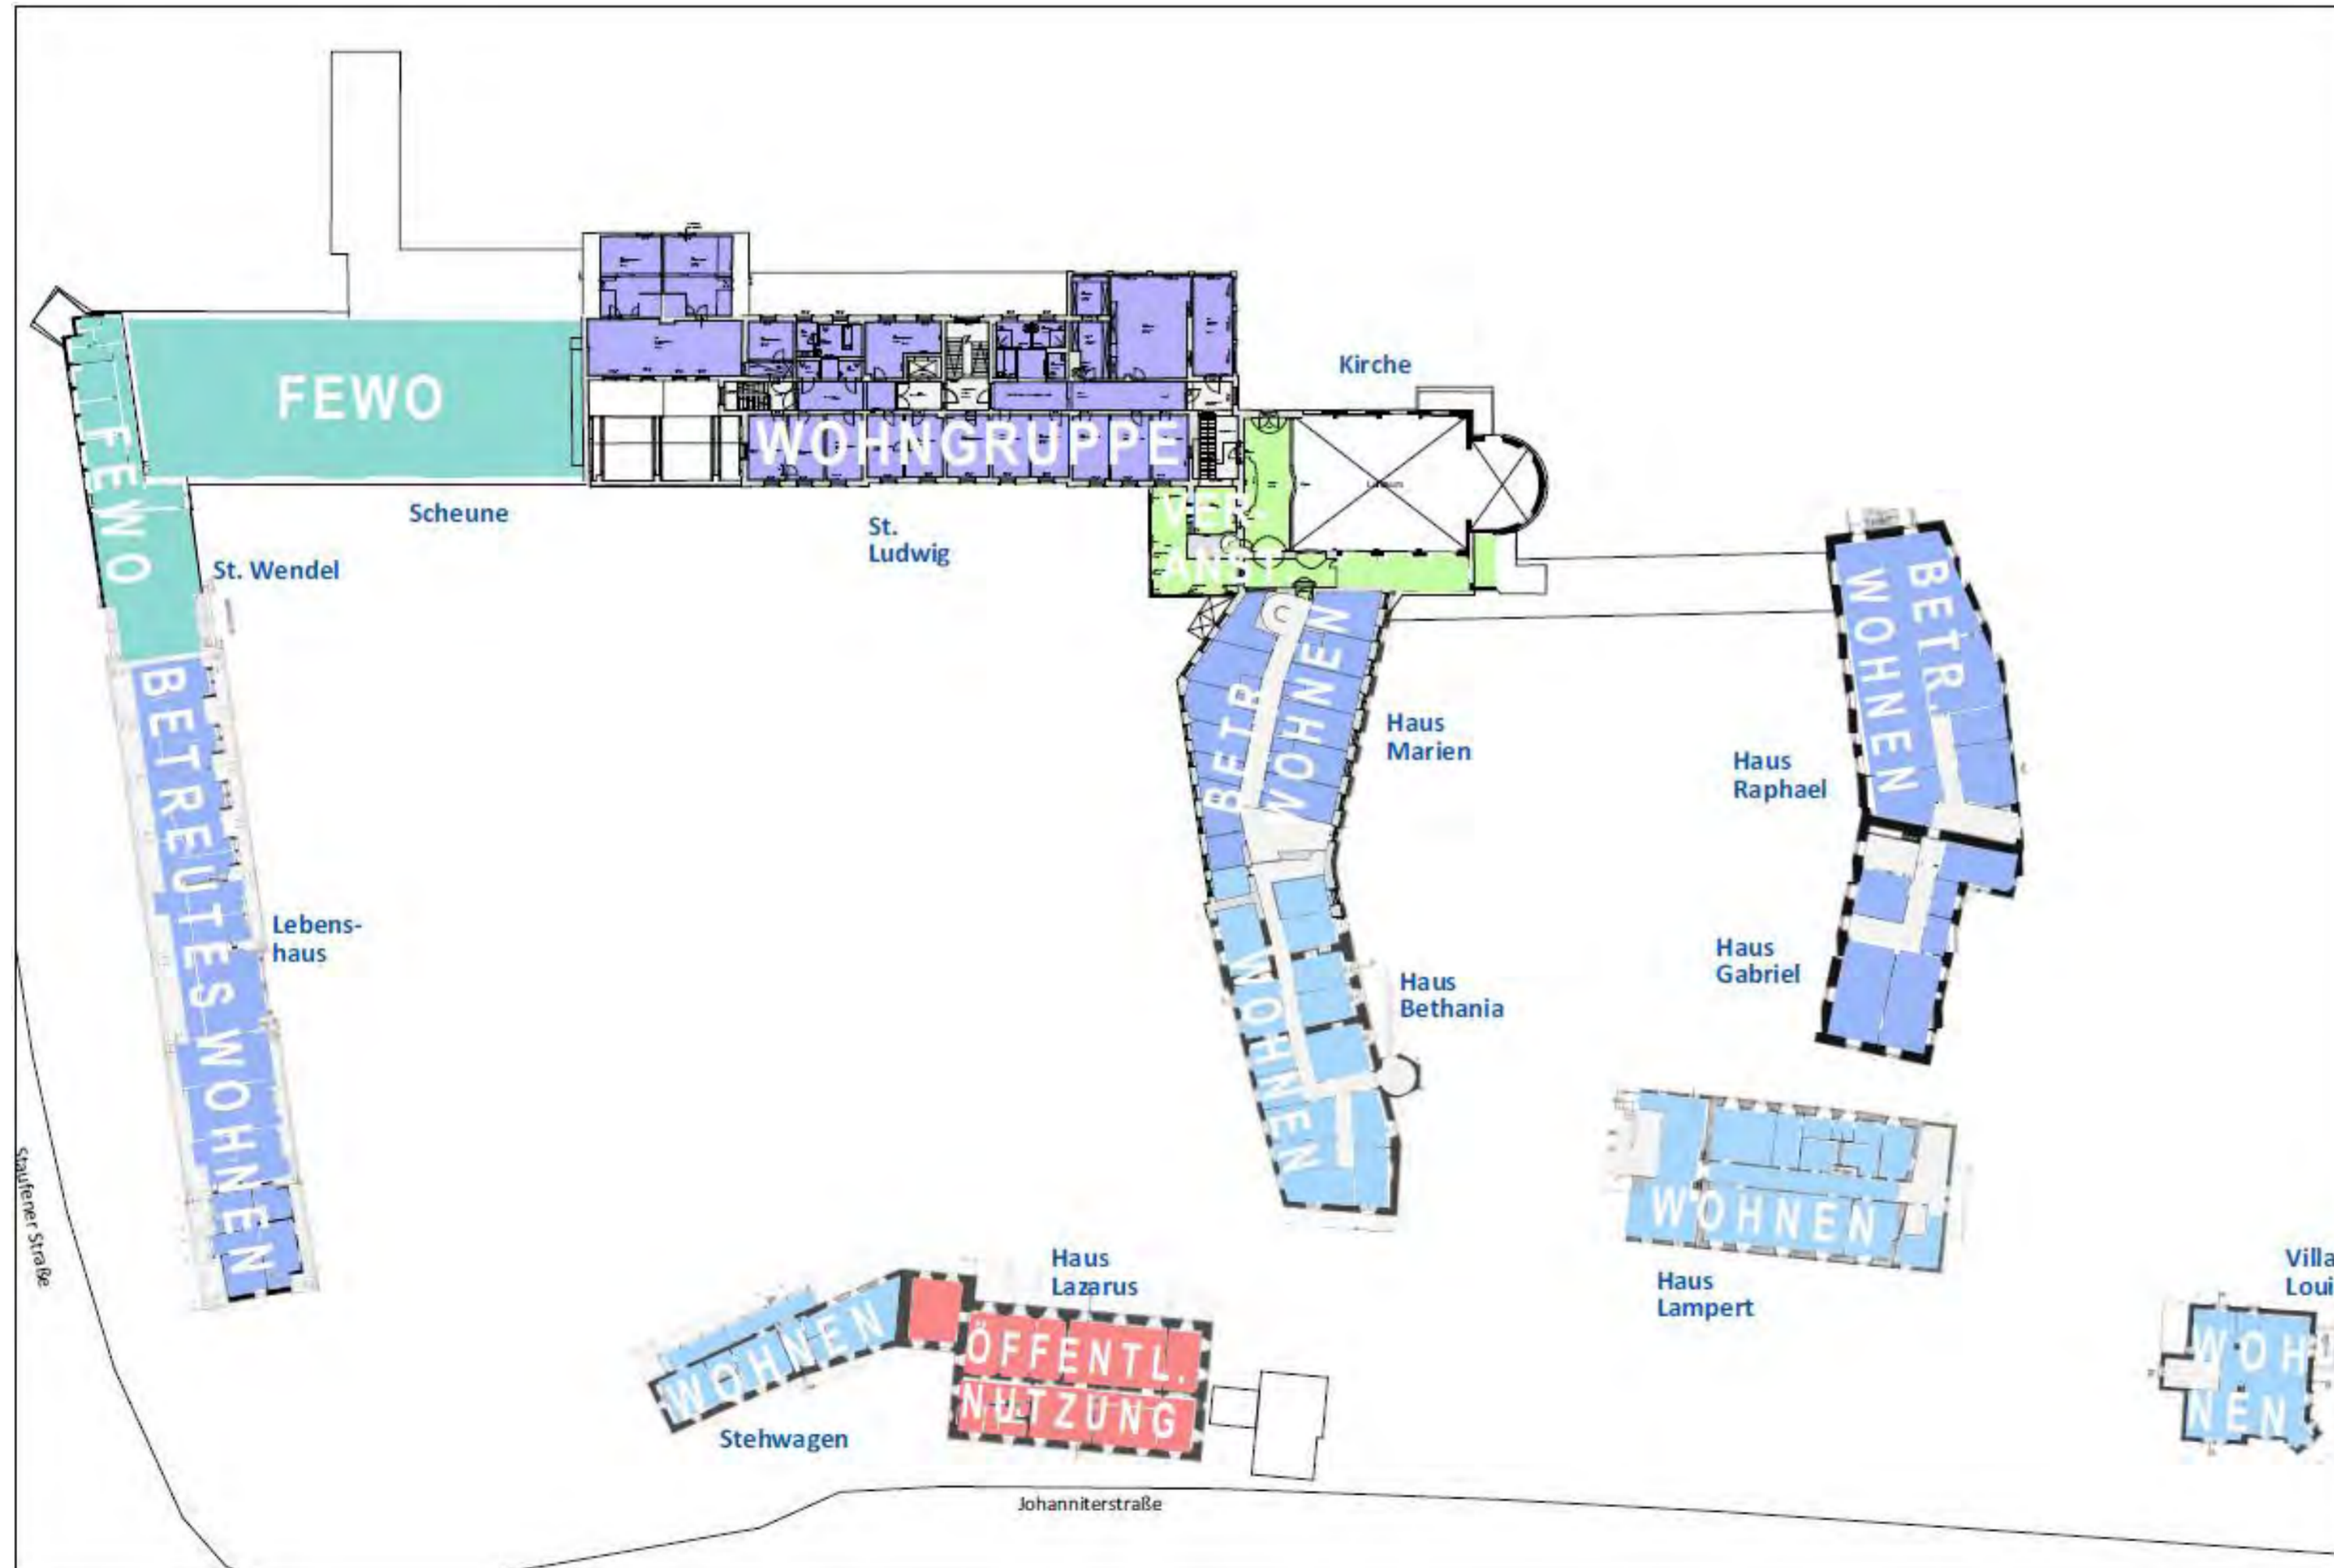 Kirche
FEWO
WOHNGRUPPE
FEWO
Scheune
St.
Ludwig
VER-
ANST.
St. Wendel
BETR.
WOHNEN
BETR.
WOHNEN
Haus
Marien
Haus
Raphael
BETREUTES WOHNEN
Lebens-
haus
Haus
Gabriel
Haus
Bethania
WOHNEN
WOHNEN
Staufener Straße
Haus
Lazarus
Haus
Lampert
Villa
Loui
WOHNEN
ÖFFENTL.
NUTZUNG
WOH
NEN
Stehwagen
Johanniterstraße